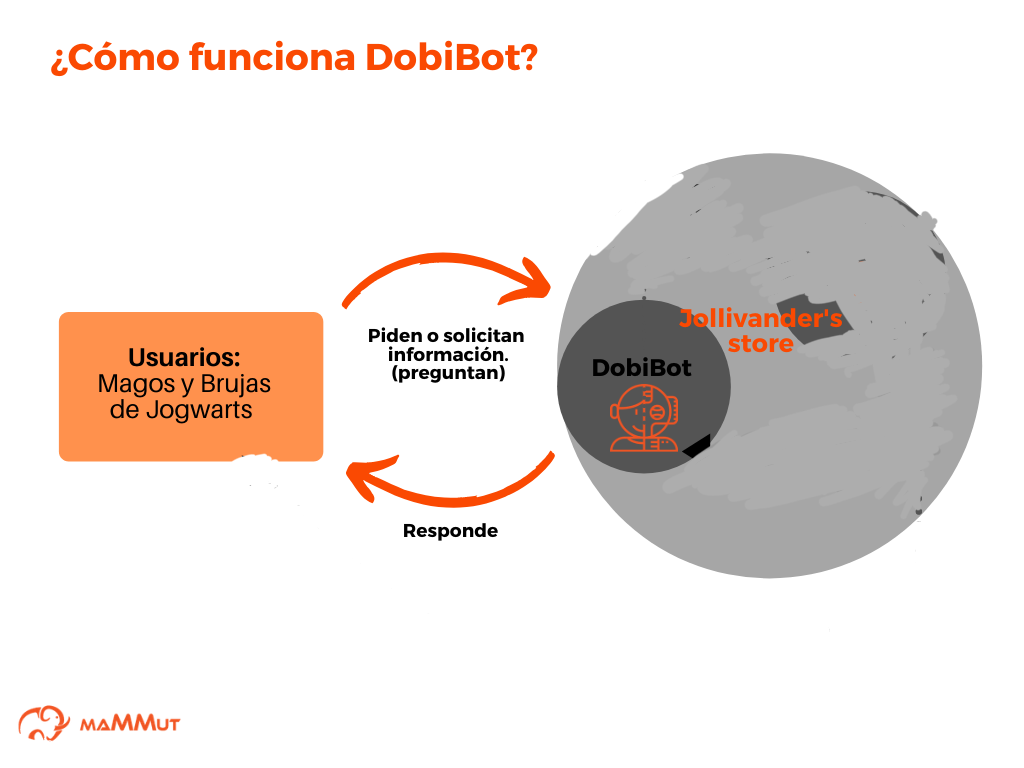 ¿Cómo funciona DobiBot?
Piden o solicitan
información.
(preguntan)
Usuarios:
Magos y Brujas
de Jogwarts
Jollivander's
store
DobiBot
Responde
maMMut